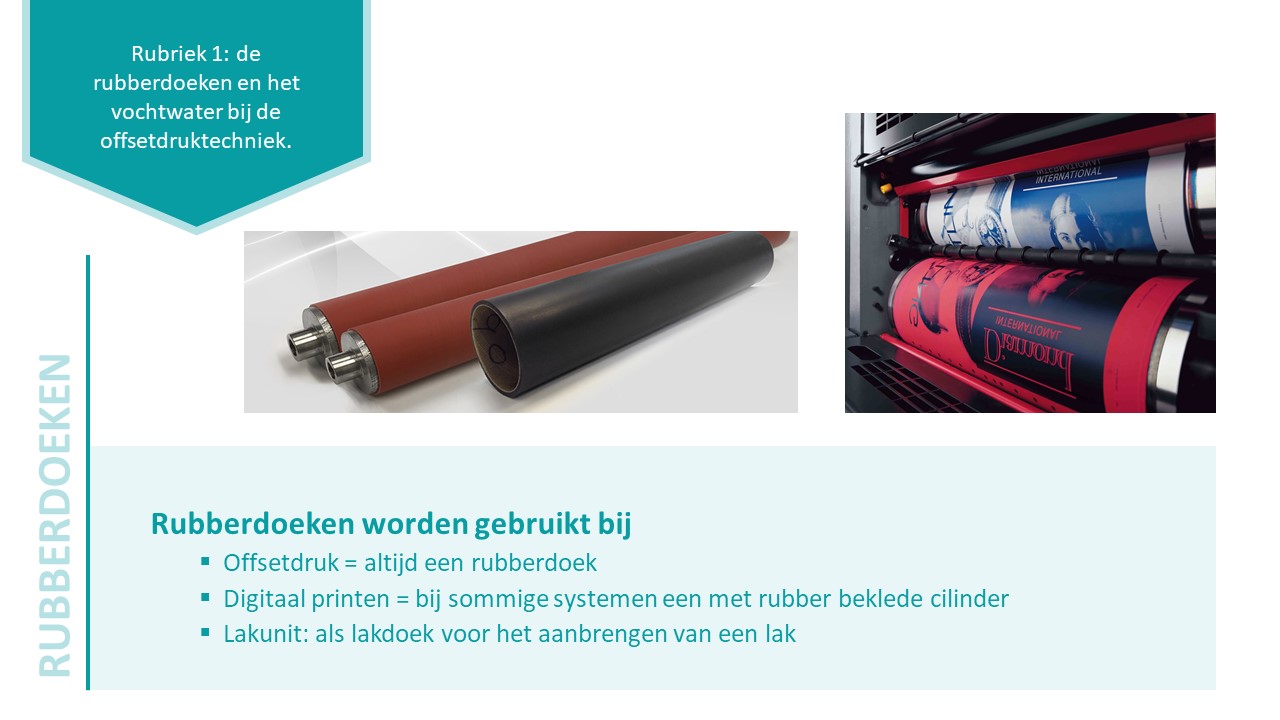 Rubriek 1: de
rubberdoeken en het
vochtwater bij de
offsetdruktechniek.
INTERNATIONAL
INTERNATIONAL
Diamond
RUBBERDOEKEN
Rubberdoeken worden gebruikt bij
▪ Offsetdruk = altijd een rubberdoek
▪ Digitaal printen = bij sommige systemen een met rubber beklede cilinder
▪ Lakunit: als lakdoek voor het aanbrengen van een lak